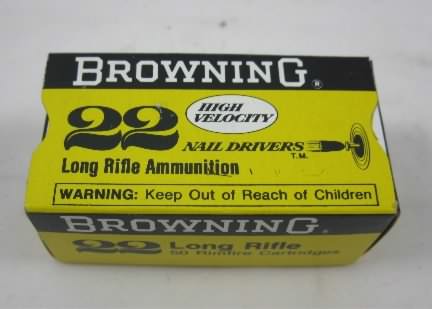 BROWNING®
22 HIGH VELOCITY
NAIL DRIVERS T.M.
Long Rifle Ammunition
WARNING: Keep Out of Reach of Children
BROWNING.
22 Long Rifle
50 Rimfire Cartridges